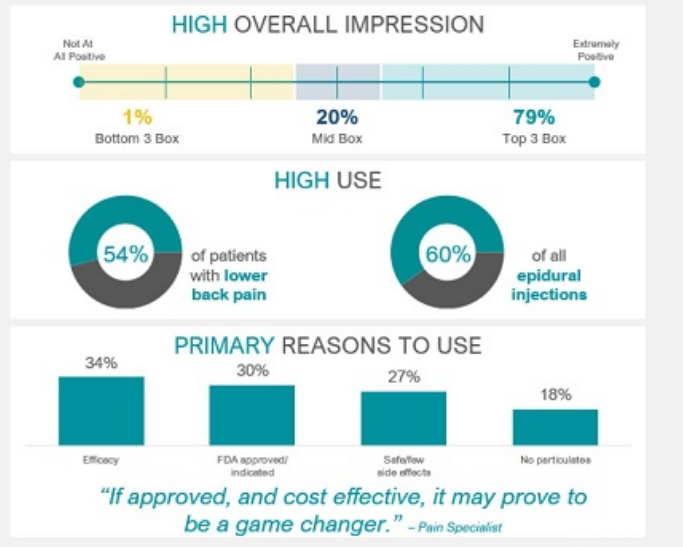 HIGH OVERALL IMPRESSION
Not At
All Positive
Extremely
Positive
1%
Bottom 3 Box
20%
Mid Box
79%
Top 3 Box
HIGH USE
54%
of patients
with lower
back pain
60%
of all
epidural
injections
PRIMARY REASONS TO USE
34%
30%
27%
18%
Efficacy
FDA approved/
indicated
Safe/few
side effects
No particulates
“If approved, and cost effective, it may prove to
be a game changer.” – Pain Specialist